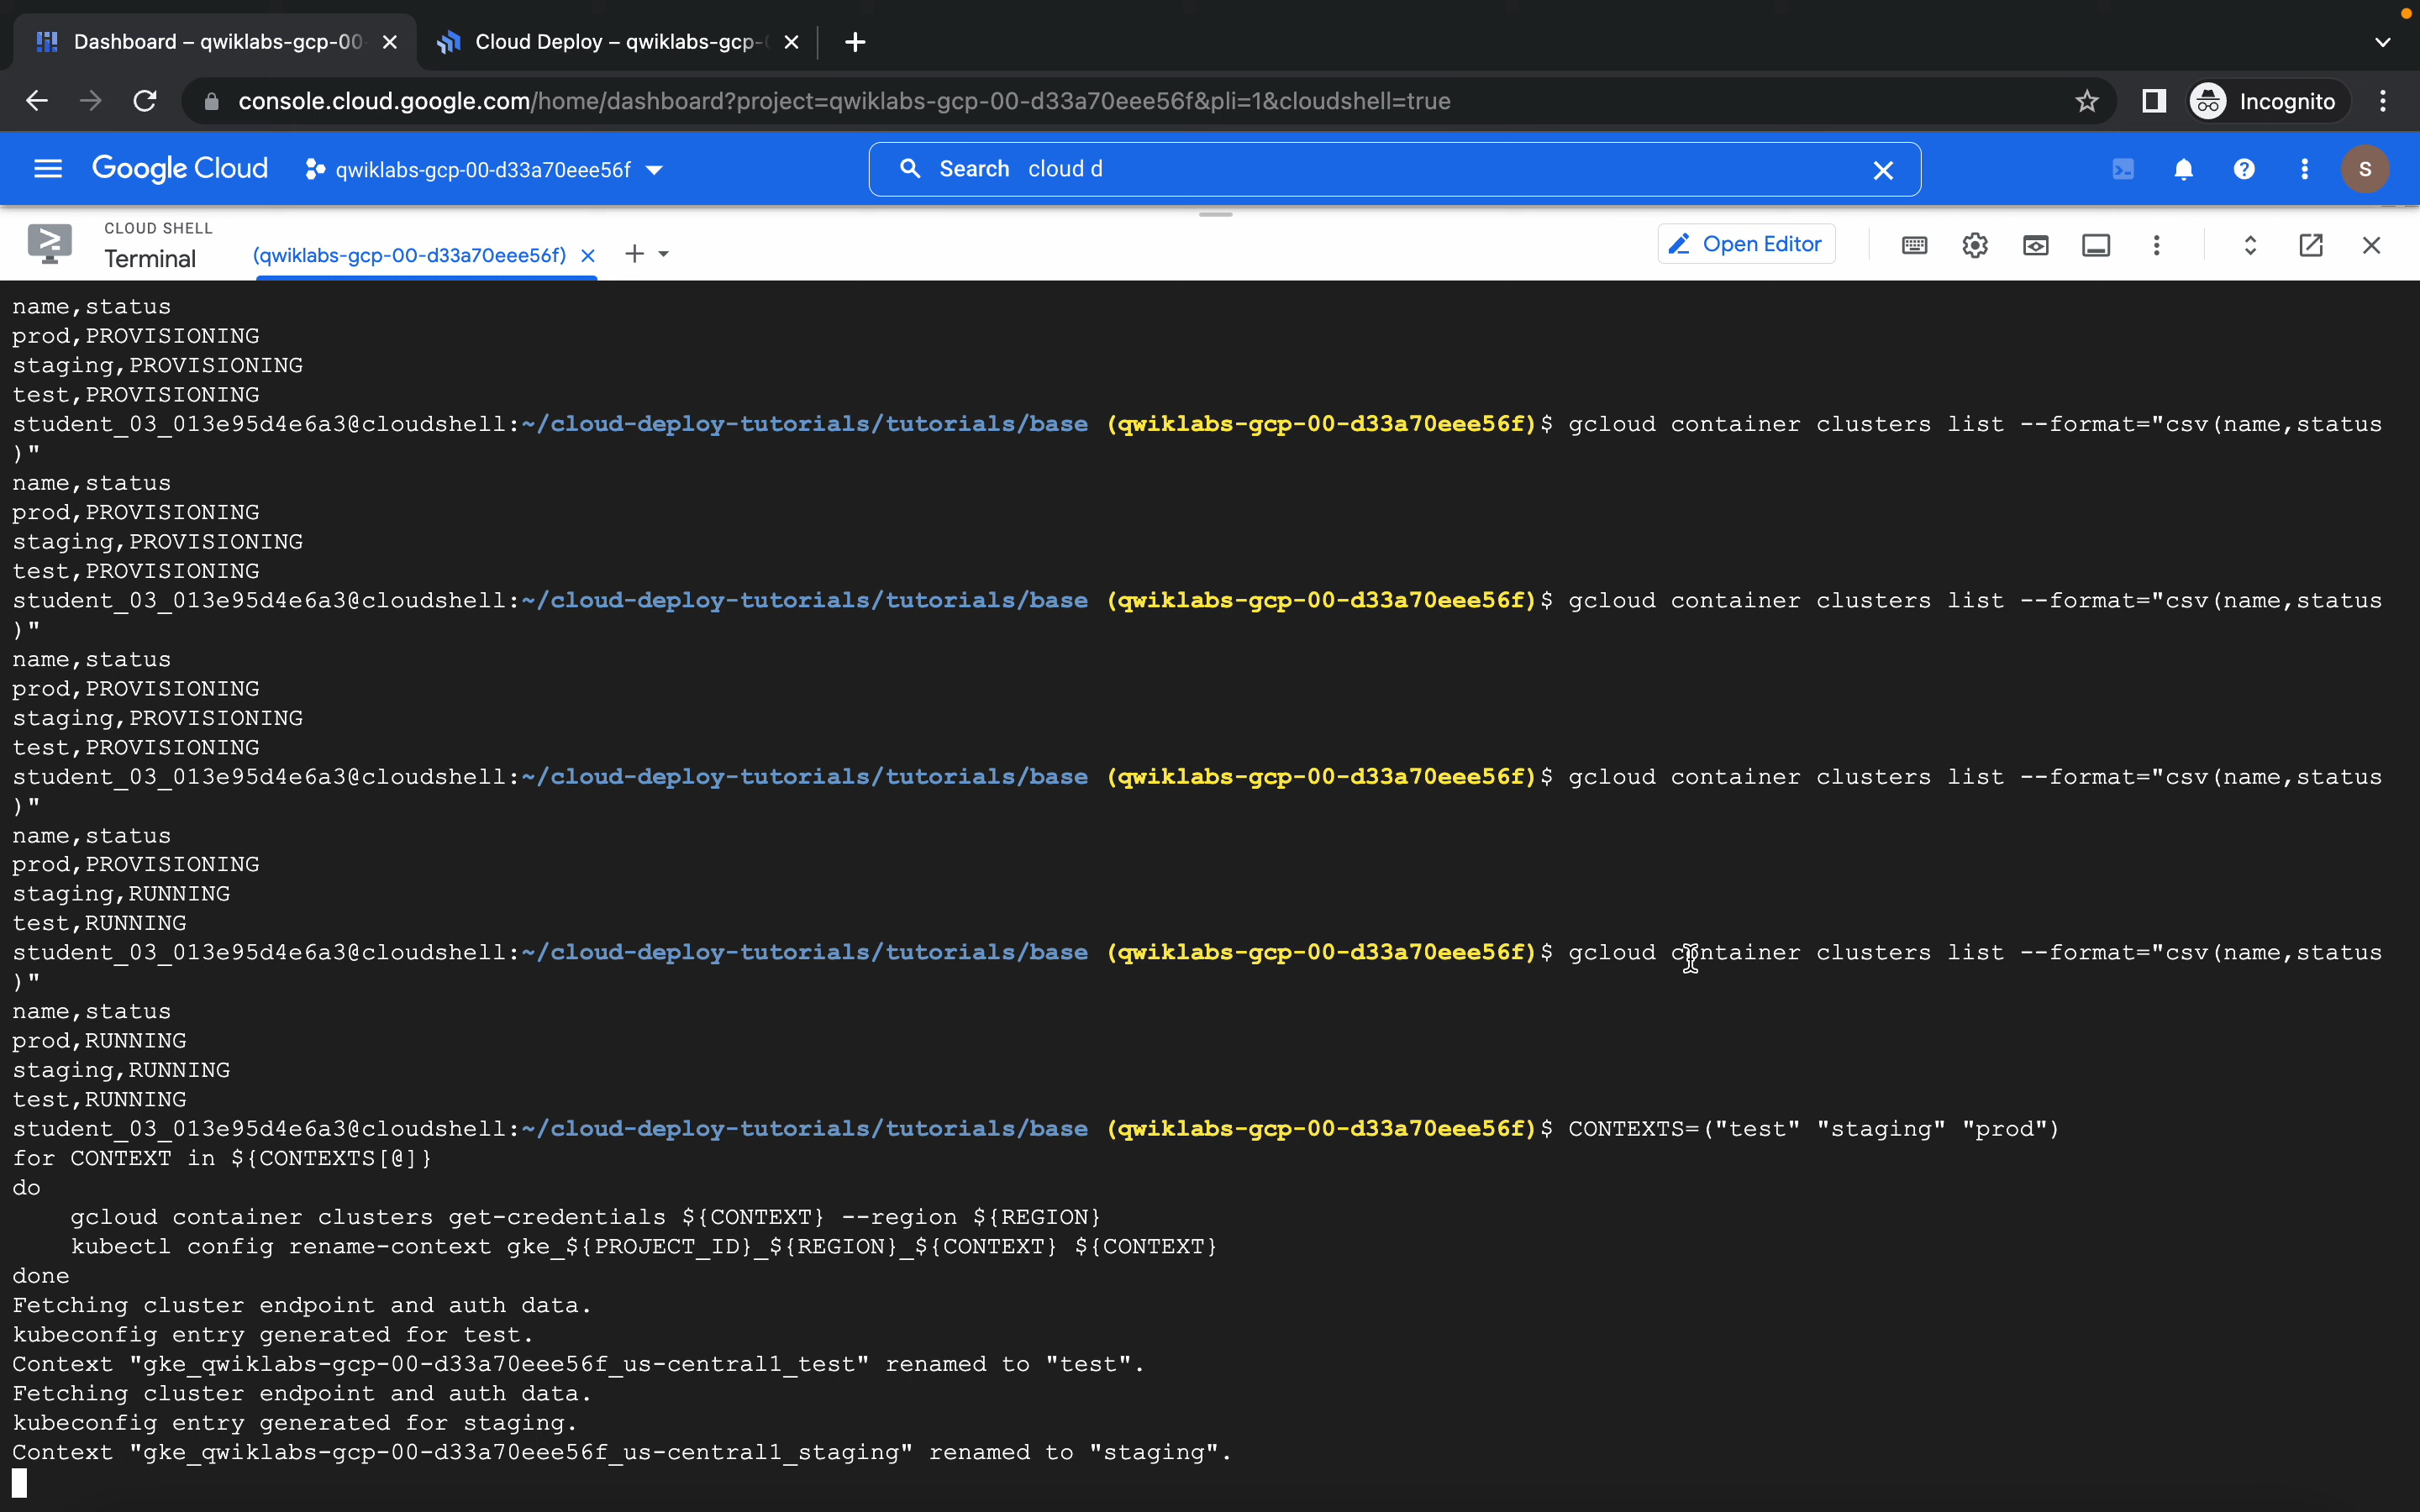 Dashboard – qwiklabs-gcp-00
Cloud Deploy – qwiklabs-gcp-
console.cloud.google.com/home/dashboard?project=qwiklabs-gcp-00-d33a70eee56f&pli=1&cloudshell=true
Incognito
Google Cloud
qwiklabs-gcp-00-d33a70eee56f
Search cloud d
S
CLOUD SHELL
Terminal
(qwiklabs-gcp-00-d33a70eee56f)
Open Editor
name,status
prod,PROVISIONING
staging,PROVISIONING
test,PROVISIONING
student_03_013e95d4e6a3@cloudshell:~/cloud-deploy-tutorials/tutorials/base (qwiklabs-gcp-00-d33a70eee56f)$ gcloud container clusters list --format="csv(name,status
)"
name,status
prod,PROVISIONING
staging,PROVISIONING
test,PROVISIONING
student_03_013e95d4e6a3@cloudshell:~/cloud-deploy-tutorials/tutorials/base (qwiklabs-gcp-00-d33a70eee56f)$ gcloud container clusters list --format="csv(name,status
)"
name,status
prod,PROVISIONING
staging,PROVISIONING
test,PROVISIONING
student_03_013e95d4e6a3@cloudshell:~/cloud-deploy-tutorials/tutorials/base (qwiklabs-gcp-00-d33a70eee56f)$ gcloud container clusters list --format="csv(name,status
)"
name,status
prod,PROVISIONING
staging,RUNNING
test,RUNNING
student_03_013e95d4e6a3@cloudshell:~/cloud-deploy-tutorials/tutorials/base (qwiklabs-gcp-00-d33a70eee56f)$ gcloud container clusters list --format="csv(name,status
)"
name,status
prod,RUNNING
staging,RUNNING
test,RUNNING
student_03_013e95d4e6a3@cloudshell:~/cloud-deploy-tutorials/tutorials/base (qwiklabs-gcp-00-d33a70eee56f)$ CONTEXTS=("test" "staging" "prod")
for CONTEXT in ${CONTEXTS[@]}
do
    gcloud container clusters get-credentials ${CONTEXT} --region ${REGION}
    kubectl config rename-context gke_${PROJECT_ID}_${REGION}_${CONTEXT} ${CONTEXT}
done
Fetching cluster endpoint and auth data.
kubeconfig entry generated for test.
Context "gke_qwiklabs-gcp-00-d33a70eee56f_us-central1_test" renamed to "test".
Fetching cluster endpoint and auth data.
kubeconfig entry generated for staging.
Context "gke_qwiklabs-gcp-00-d33a70eee56f_us-central1_staging" renamed to "staging".